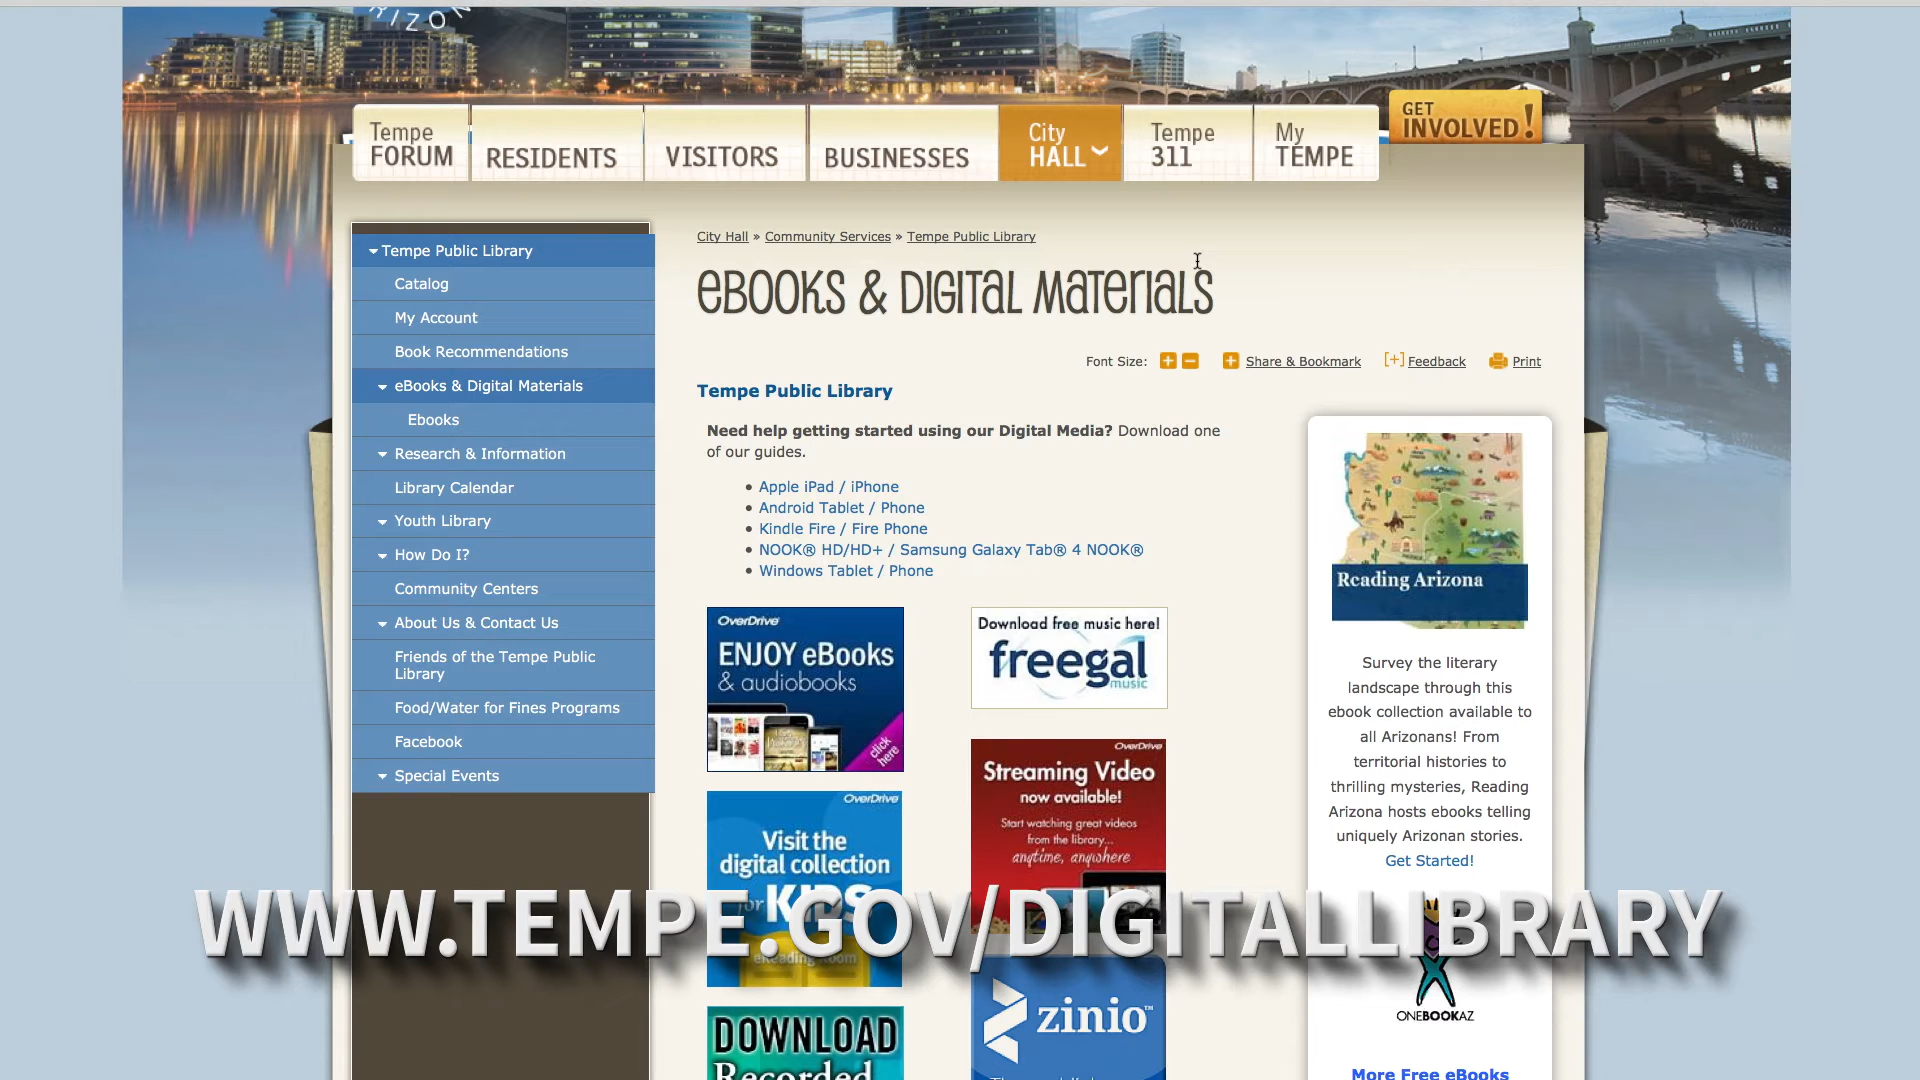 ARIZON
Tempe
FORUM
RESIDENTS
VISITORS
BUSINESSES
City
HALL
Tempe
311
My
TEMPE
GET
INVOLVED!
Tempe Public Library
Catalog
My Account
Book Recommendations
eBooks & Digital Materials
Ebooks
Research & Information
Library Calendar
Youth Library
How Do I?
Community Centers
About Us & Contact Us
Friends of the Tempe Public
Library
Food/Water for Fines Programs
Facebook
Special Events
City Hall » Community Services » Tempe Public Library
eBOOKS & DIGITAL MATERIALS
Font Size:
Share & Bookmark
[+] Feedback
Print
Tempe Public Library
Need help getting started using our Digital Media? Download one
of our guides.
• Apple iPad / iPhone
• Android Tablet / Phone
• Kindle Fire / Fire Phone
• NOOK® HD/HD+ / Samsung Galaxy Tab® 4 NOOK®
• Windows Tablet / Phone
OverDrive
ENJOY eBooks
& audiobooks
click
here
Download free music here!
freegal
music
OverDrive
Visit the
digital collection
for KIDS
eReading Room
OverDrive
Streaming Video
now available!
Start watching great videos
from the library...
anytime, anywhere
DOWNLOAD
Recorded
zinio™
Reading Arizona
Survey the literary
landscape through this
ebook collection available to
all Arizonans! From
territorial histories to
thrilling mysteries, Reading
Arizona hosts ebooks telling
uniquely Arizonan stories.
Get Started!
ONEBOOKAZ
More Free eBooks
WWW.TEMPE.GOV/DIGITALLIBRARY